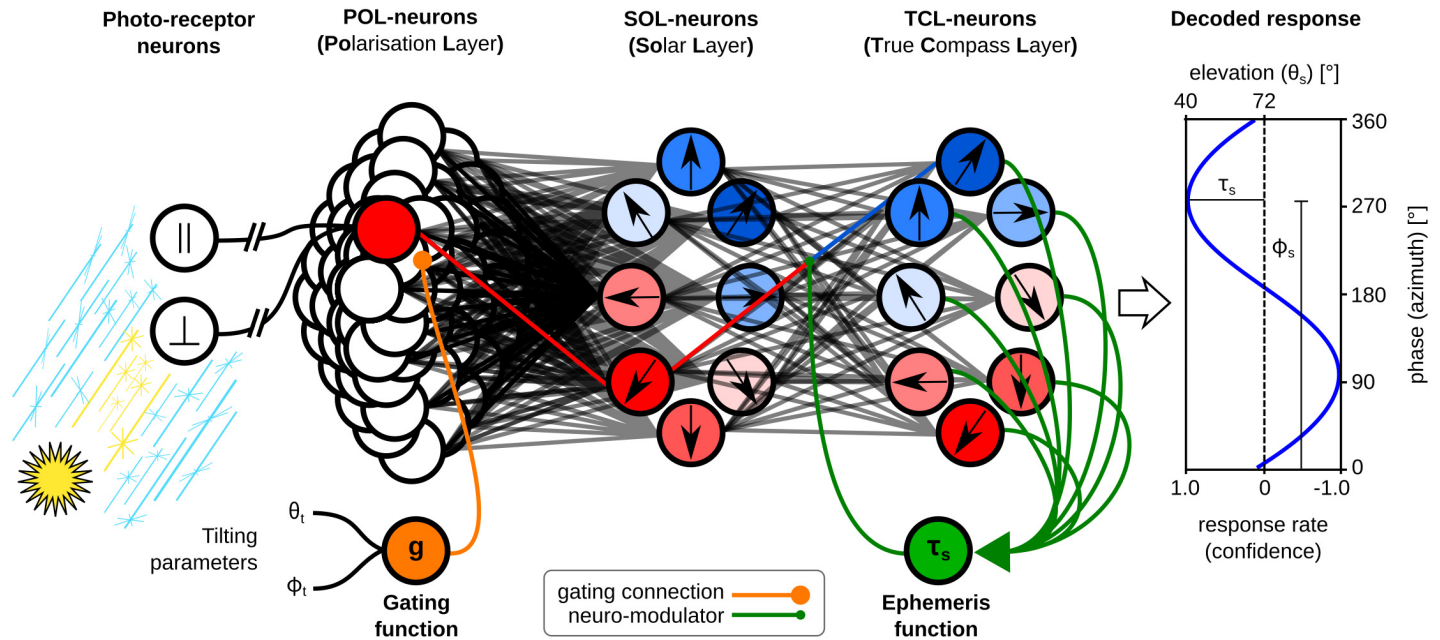 Photo-receptor
neurons
POL-neurons
(Polarisation Layer)
SOL-neurons
(Solar Layer)
TCL-neurons
(True Compass Layer)
Decoded response
elevation (θs) [°]
40 72
360
τs
270
ϕs
180
90
0
phase (azimuth) [°]
1.0 0 -1.0
response rate
(confidence)
||
⊥
Tilting
parameters
θt
ϕt
g
Gating
function
gating connection
neuro-modulator
τs
Ephemeris
function